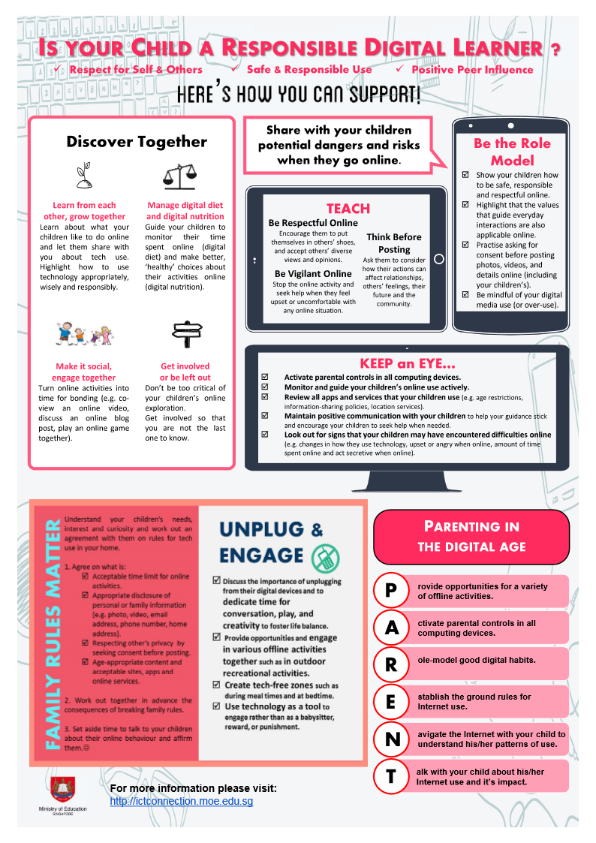 IS YOUR CHILD A RESPONSIBLE DIGITAL LEARNER ?
✓ Respect for Self & Others ✓ Safe & Responsible Use ✓ Positive Peer Influence
HERE'S HOW YOU CAN SUPPORT!
Discover Together
Learn from each
other, grow together
Learn about what your
children like to do online
and let them share with
you about tech use.
Highlight how to use
technology appropriately,
wisely and responsibly.
Manage digital diet
and digital nutrition
Guide your children to
monitor their time
spent online (digital
diet) and make better,
'healthy' choices about
their activities online
(digital nutrition).
Make it social,
engage together
Turn online activities into
time for bonding (e.g. co-
view an online video,
discuss an online blog
post, play an online game
together).
Get involved
or be left out
Don't be too critical of
your children's online
exploration.
Get involved so that
you are not the last
one to know.
Share with your children
potential dangers and risks
when they go online.
TEACH
Be Respectful Online
Encourage them to put
themselves in others' shoes,
and accept others' diverse
views and opinions.
Be Vigilant Online
Stop the online activity and
seek help when they feel
upset or uncomfortable with
any online situation.
Think Before
Posting
Ask them to consider
how their actions can
affect relationships,
others' feelings, their
future and the
community.
Be the Role
Model
☑ Show your children how
to be safe, responsible
and respectful online.
☑ Highlight that the values
that guide everyday
interactions are also
applicable online.
☑ Practise asking for
consent before posting
photos, videos, and
details online (including
your children's).
☑ Be mindful of your digital
media use (or over-use).
KEEP an EYE...
☑ Activate parental controls in all computing devices.
☑ Monitor and guide your children's online use actively.
☑ Review all apps and services that your children use (e.g. age restrictions,
information-sharing policies, location services).
☑ Maintain positive communication with your children to help your guidance stick
and encourage your children to seek help when needed.
☑ Look out for signs that your children may have encountered difficulties online
(e.g. changes in how they use technology, upset or angry when online, amount of time
spent online and act secretive when online).
FAMILY RULES MATTER
Understand your children's needs,
interest and curiosity and work out an
agreement with them on rules for tech
use in your home.
1. Agree on what is:
☑ Acceptable time limit for online
activities.
☑ Appropriate disclosure of
personal or family information
(e.g. photo, video, email
address, phone number, home
address).
☑ Respecting other's privacy by
seeking consent before posting.
☑ Age-appropriate content and
acceptable sites, apps and
online services.
2. Work out together in advance the
consequences of breaking family rules.
3. Set aside time to talk to your children
about their online behaviour and affirm
them.☺
UNPLUG &
ENGAGE
☑ Discuss the importance of unplugging
from their digital devices and to
dedicate time for
conversation, play, and
creativity to foster life balance.
☑ Provide opportunities and engage
in various offline activities
together such as in outdoor
recreational activities.
☑ Create tech-free zones such as
during meal times and at bedtime.
☑ Use technology as a tool to
engage rather than as a babysitter,
reward, or punishment.
PARENTING IN
THE DIGITAL AGE
P rovide opportunities for a variety
of offline activities.
A ctivate parental controls in all
computing devices.
R ole-model good digital habits.
E stablish the ground rules for
Internet use.
N avigate the Internet with your child to
understand his/her patterns of use.
T alk with your child about his/her
Internet use and it's impact.
Ministry of Education
SINGAPORE
For more information please visit:
http://ictconnection.moe.edu.sg